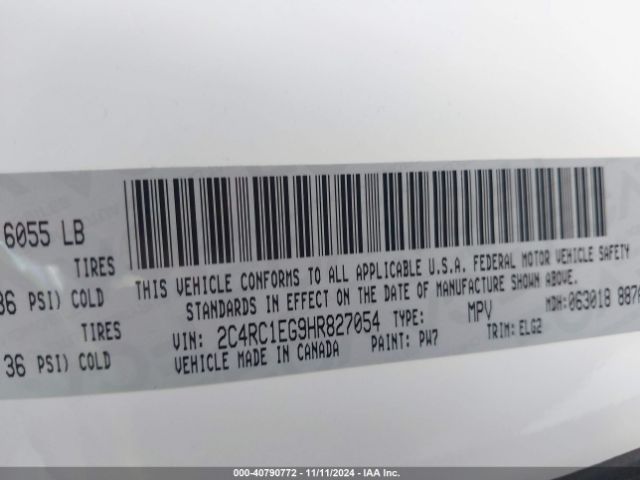 6055 LB
TIRES
36 PSI) COLD
TIRES
36 PSI) COLD
THIS VEHICLE CONFORMS TO ALL APPLICABLE U.S.A. FEDERAL MOTOR VEHICLE SAFETY
STANDARDS IN EFFECT ON THE DATE OF MANUFACTURE SHOWN ABOVE.
VIN: 2C4RC1EG9HR827054 TYPE: MPV MDH:063018
VEHICLE MADE IN CANADA PAINT: PW7 TRIM: ELG2
000-40790772 - 11/11/2024 - IAA Inc.